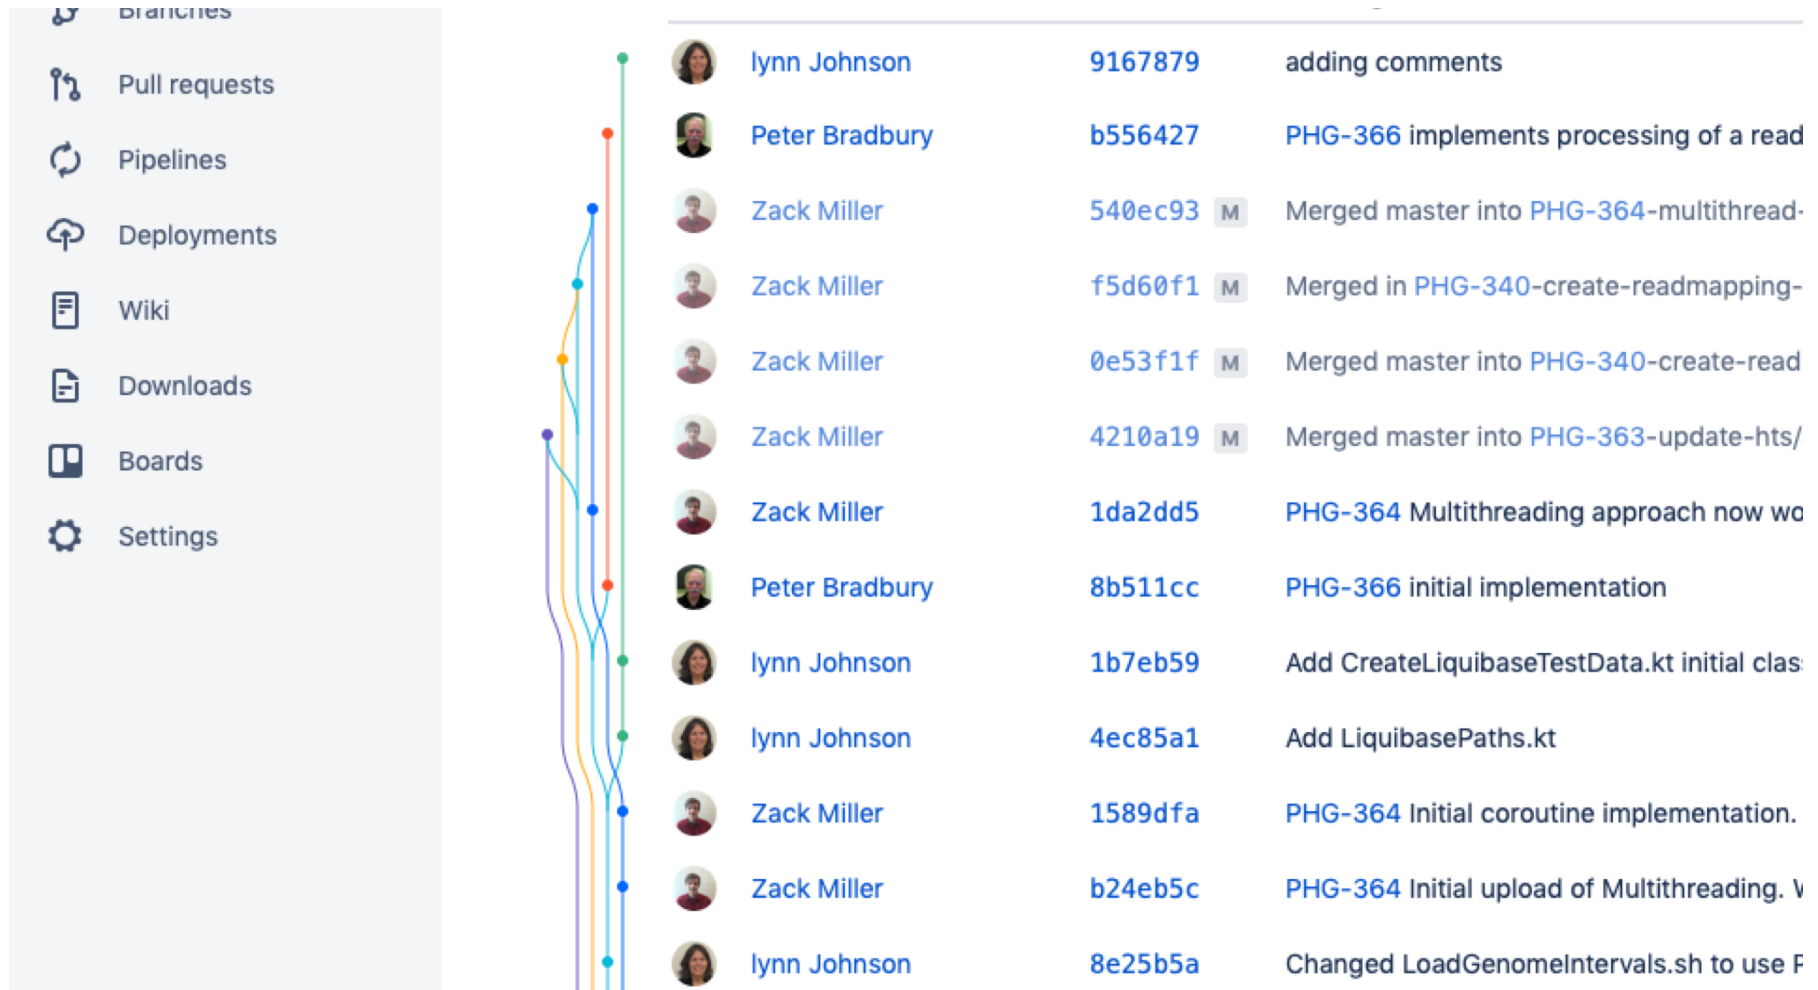 Branches
Pull requests
Pipelines
Deployments
Wiki
Downloads
Boards
Settings
lynn Johnson 9167879 adding comments
Peter Bradbury b556427 PHG-366 implements processing of a read
Zack Miller 540ec93 M Merged master into PHG-364-multithread-
Zack Miller f5d60f1 M Merged in PHG-340-create-readmapping-
Zack Miller 0e53f1f M Merged master into PHG-340-create-read
Zack Miller 4210a19 M Merged master into PHG-363-update-hts/
Zack Miller 1da2dd5 PHG-364 Multithreading approach now wo
Peter Bradbury 8b511cc PHG-366 initial implementation
lynn Johnson 1b7eb59 Add CreateLiquibaseTestData.kt initial clas
lynn Johnson 4ec85a1 Add LiquibasePaths.kt
Zack Miller 1589dfa PHG-364 Initial coroutine implementation.
Zack Miller b24eb5c PHG-364 Initial upload of Multithreading.
lynn Johnson 8e25b5a Changed LoadGenomeIntervals.sh to use